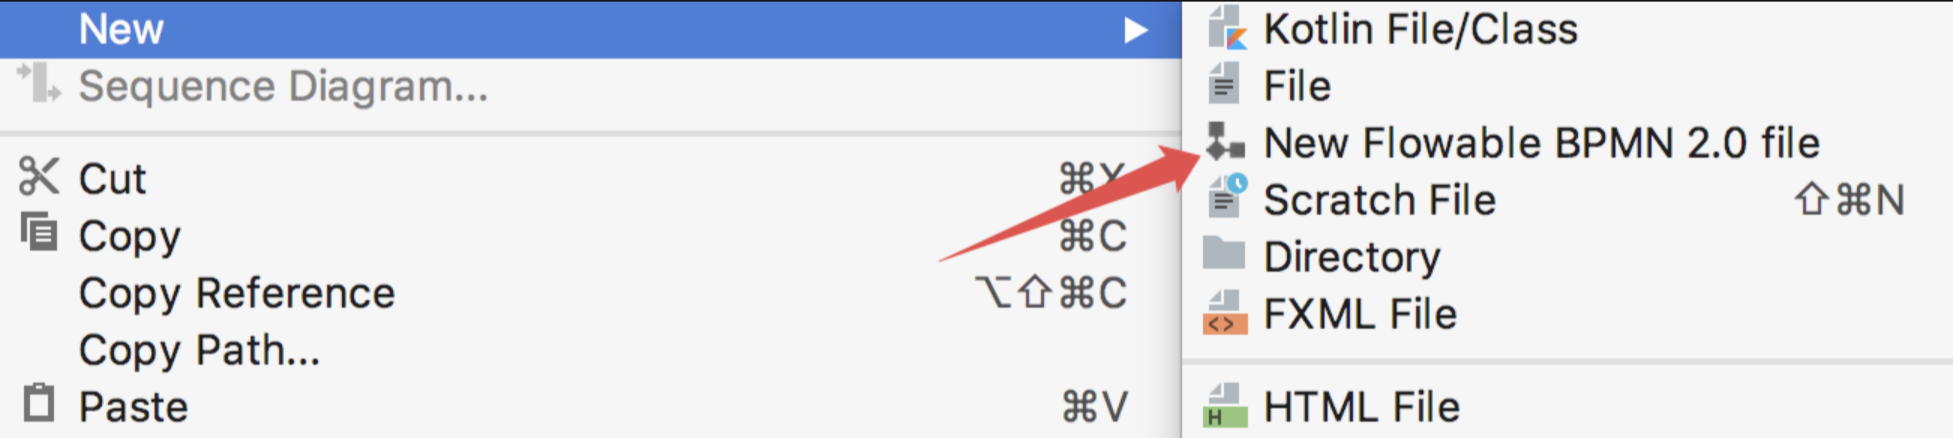 New
Sequence Diagram...
Cut ⌘X
Copy ⌘C
Copy Reference ⌥⇧⌘C
Copy Path...
Paste ⌘V
Kotlin File/Class
File
New Flowable BPMN 2.0 file
Scratch File ⇧⌘N
Directory
FXML File
HTML File